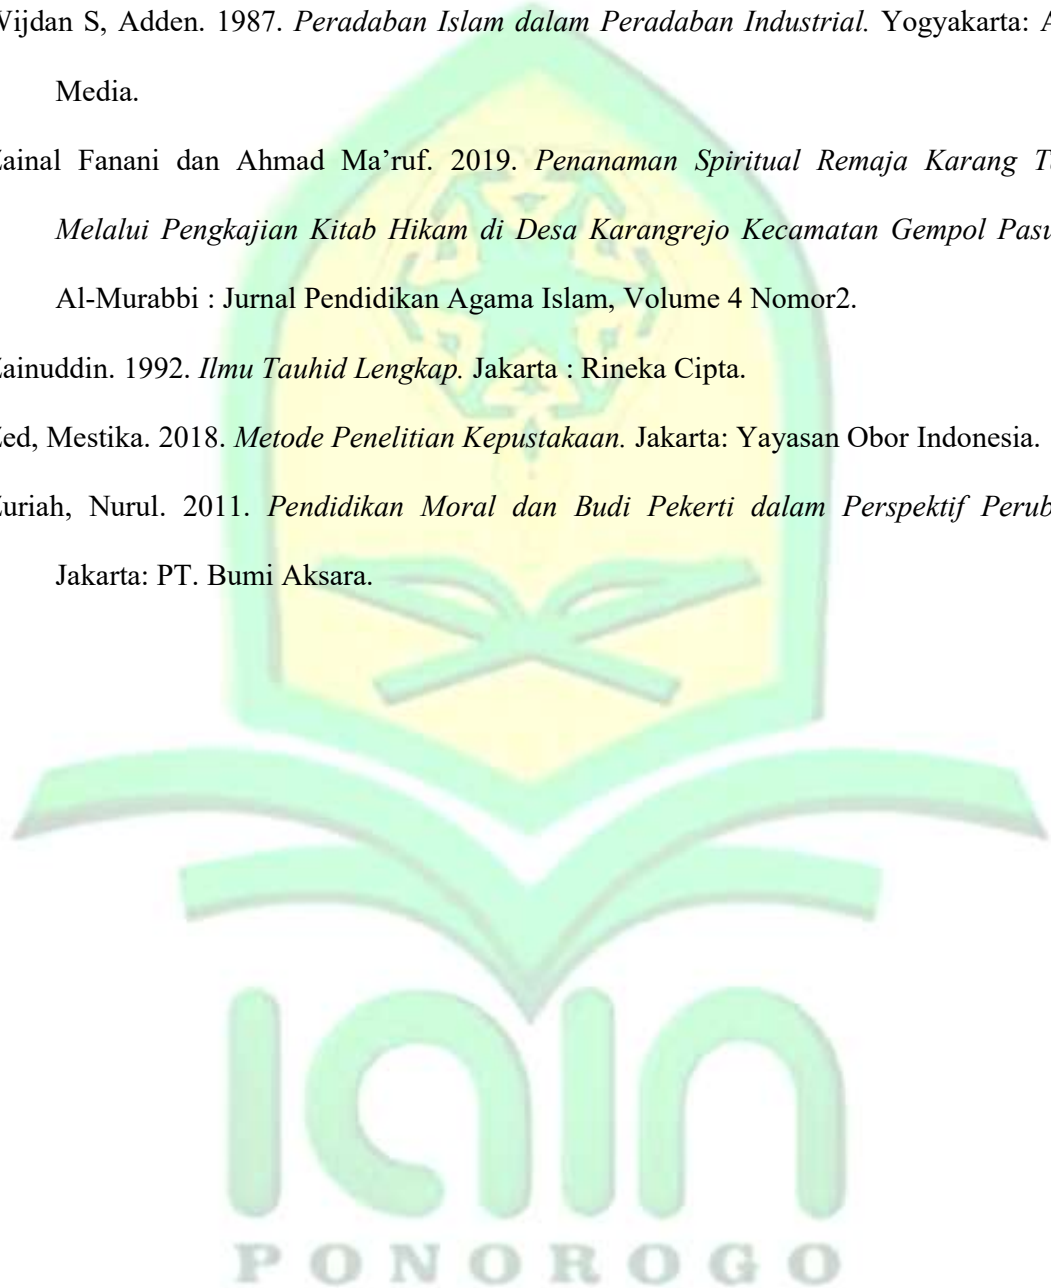 Wijdan S, Adden. 1987. Peradaban Islam dalam Peradaban Industrial. Yogyakarta:
Media.
Zainal Fanani dan Ahmad Ma’ruf. 2019. Penanaman Spiritual Remaja Karang
Melalui Pengkajian Kitab Hikam di Desa Karangrejo Kecamatan Gempol
Al-Murabbi : Jurnal Pendidikan Agama Islam, Volume 4 Nomor2.
Zainuddin. 1992. Ilmu Tauhid Lengkap. Jakarta : Rineka Cipta.
Zed, Mestika. 2018. Metode Penelitian Kepustakaan. Jakarta: Yayasan Obor Indonesia.
Zuriah, Nurul. 2011. Pendidikan Moral dan Budi Pekerti dalam Perspektif
Jakarta: PT. Bumi Aksara.
iain
PONOROGO